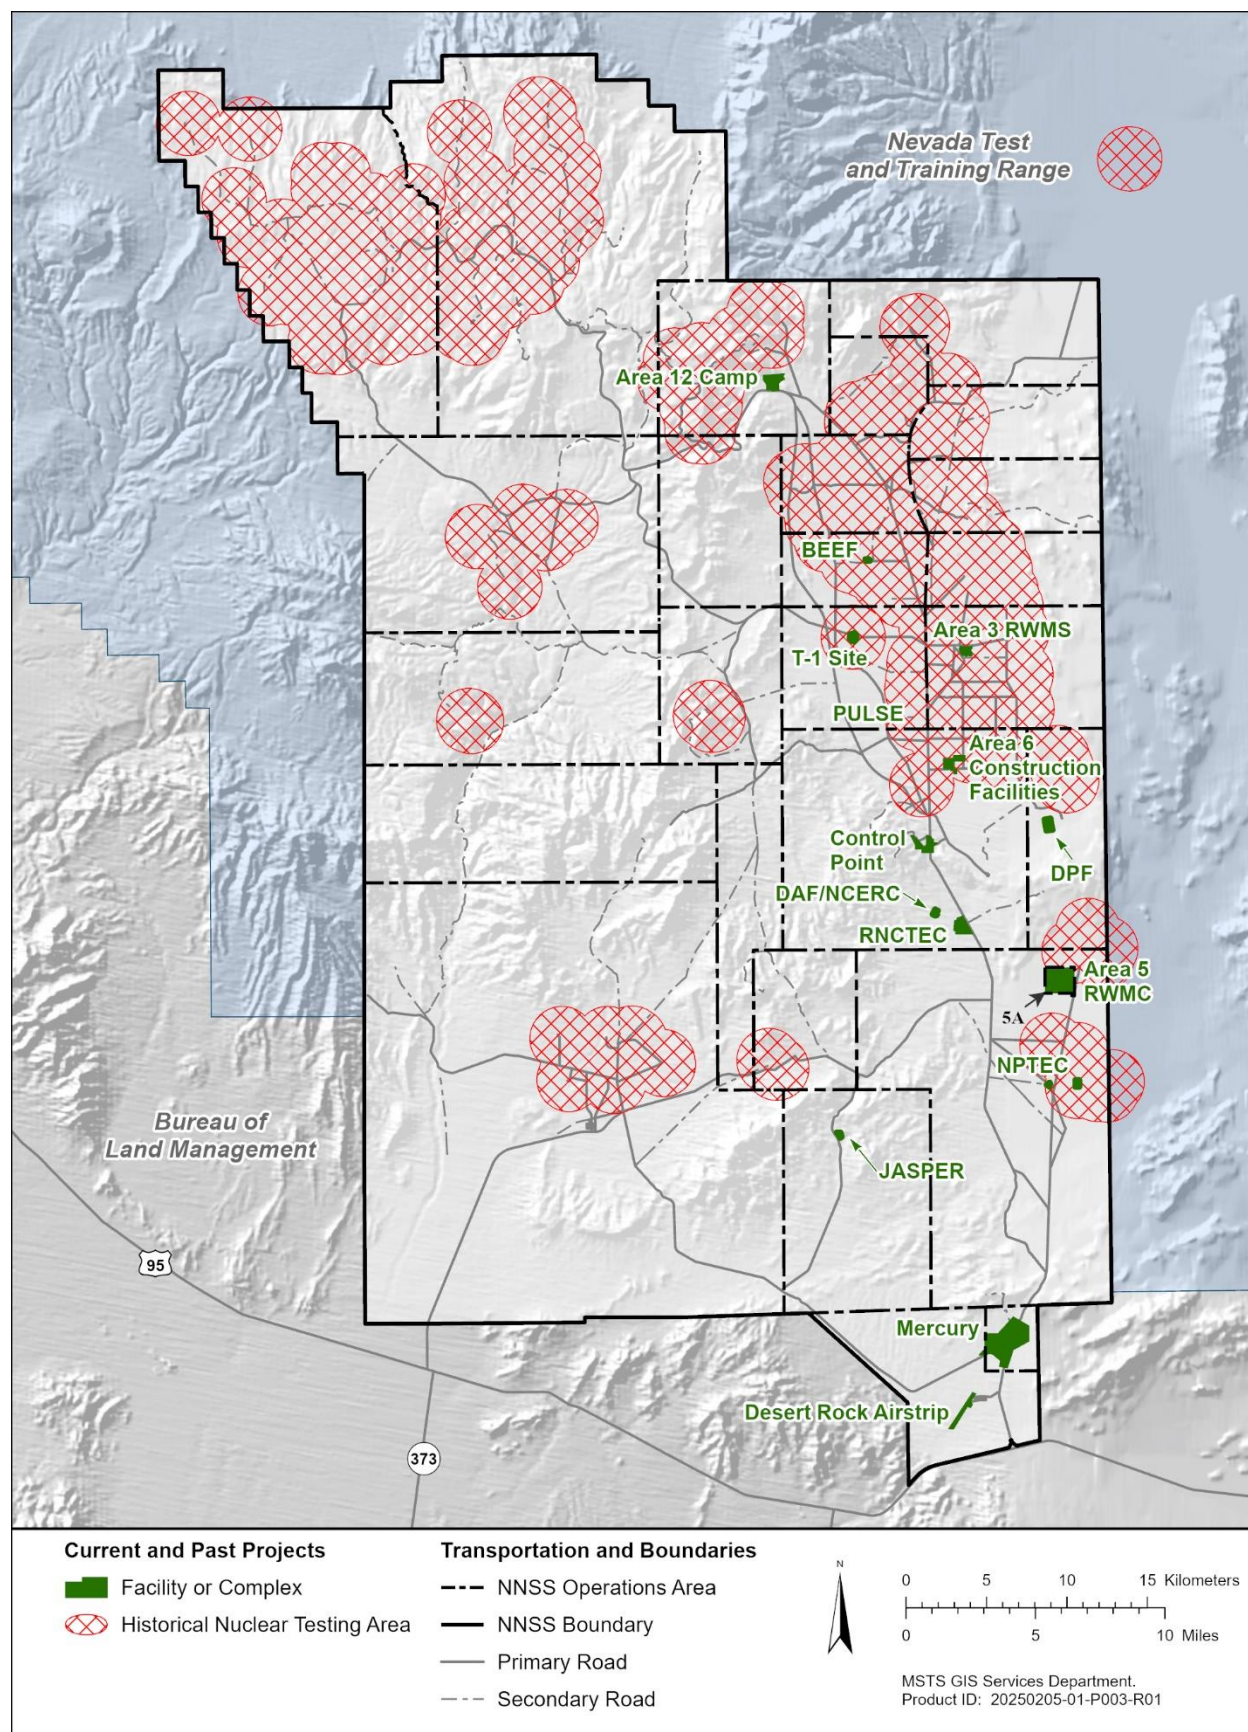 Nevada Test
and Training Range
Area 12 Camp
BEEF
Area 3 RWMS
T-1 Site
PULSE
Area 6
Construction
Facilities
Control
Point
DPF
DAF/NCERC
RNCTEC
Area 5
RWMC
5A
NPTEC
Bureau of
Land Management
JASPER
95
Mercury
Desert Rock Airstrip
373
Current and Past Projects
Facility or Complex
Historical Nuclear Testing Area
Transportation and Boundaries
NNSS Operations Area
NNSS Boundary
Primary Road
Secondary Road
N
0 5 10 15 Kilometers
0 5 10 Miles
MSTS GIS Services Department.
Product ID: 20250205-01-P003-R01